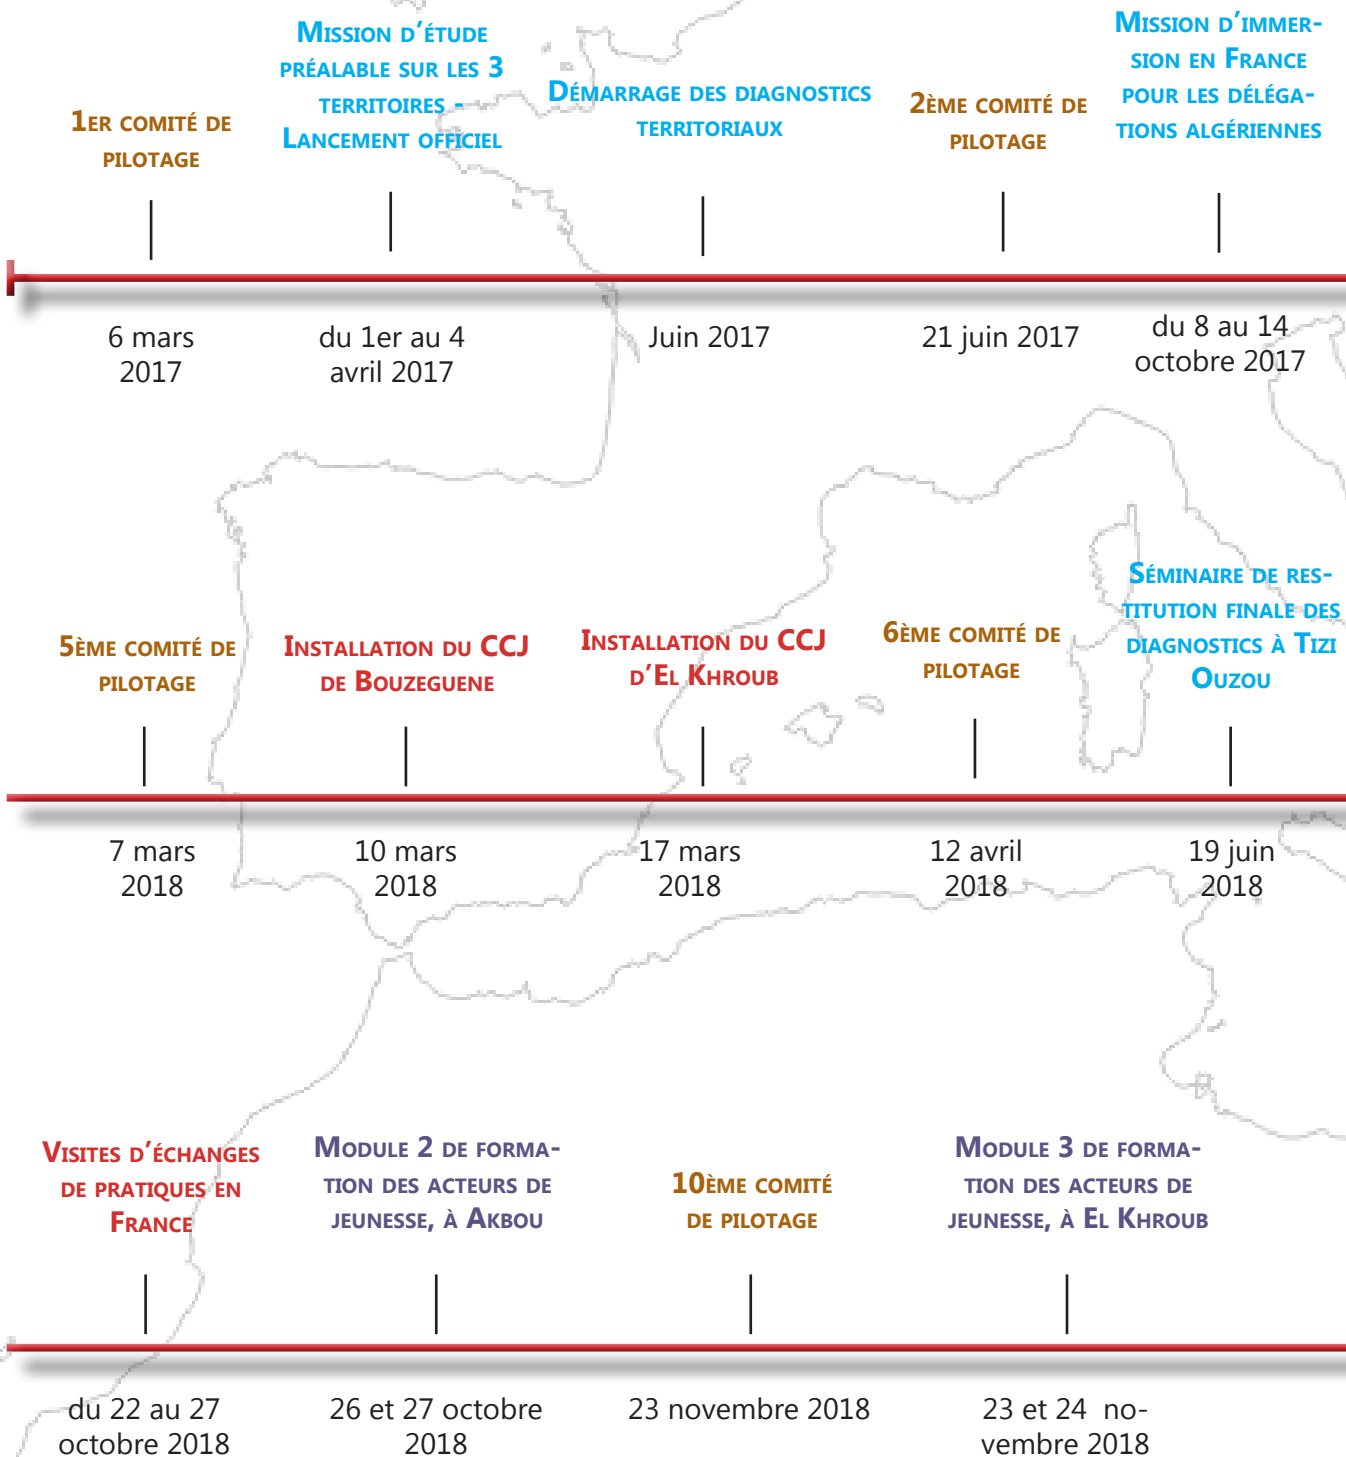 1er comité de
pilotage
Mission d'étude
préalable sur les 3
territoires -
Lancement officiel
Démarrage des diagnostics
territoriaux
2ème comité de
pilotage
Mission d'immer-
sion en France
pour les déléga-
tions algériennes
6 mars
2017
du 1er au 4
avril 2017
Juin 2017
21 juin 2017
du 8 au 14
octobre 2017
5ème comité de
pilotage
Installation du CCJ
de Bouzeguene
Installation du CCJ
d'El Khroub
6ème comité de
pilotage
Séminaire de res-
titution finale des
diagnostics à Tizi
Ouzou
7 mars
2018
10 mars
2018
17 mars
2018
12 avril
2018
19 juin
2018
Visites d'échanges
de pratiques en
France
Module 2 de forma-
tion des acteurs de
jeunesse, à Akbou
10ème comité
de pilotage
Module 3 de forma-
tion des acteurs de
jeunesse, à El Khroub
du 22 au 27
octobre 2018
26 et 27 octobre
2018
23 novembre 2018
23 et 24  no-
vembre 2018